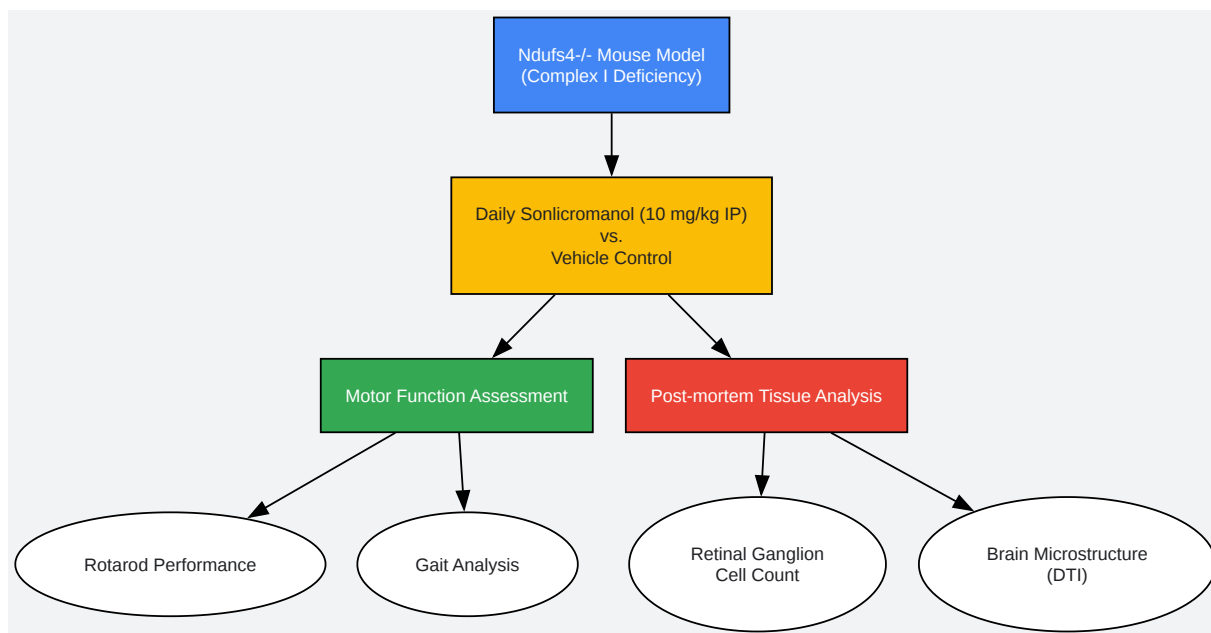 Ndufs4-/- Mouse Model
(Complex I Deficiency)
Daily Sonlicromanol (10 mg/kg IP)
vs.
Vehicle Control
Motor Function Assessment
Post-mortem Tissue Analysis
Rotarod Performance
Gait Analysis
Retinal Ganglion
Cell Count
Brain Microstructure
(DTI)